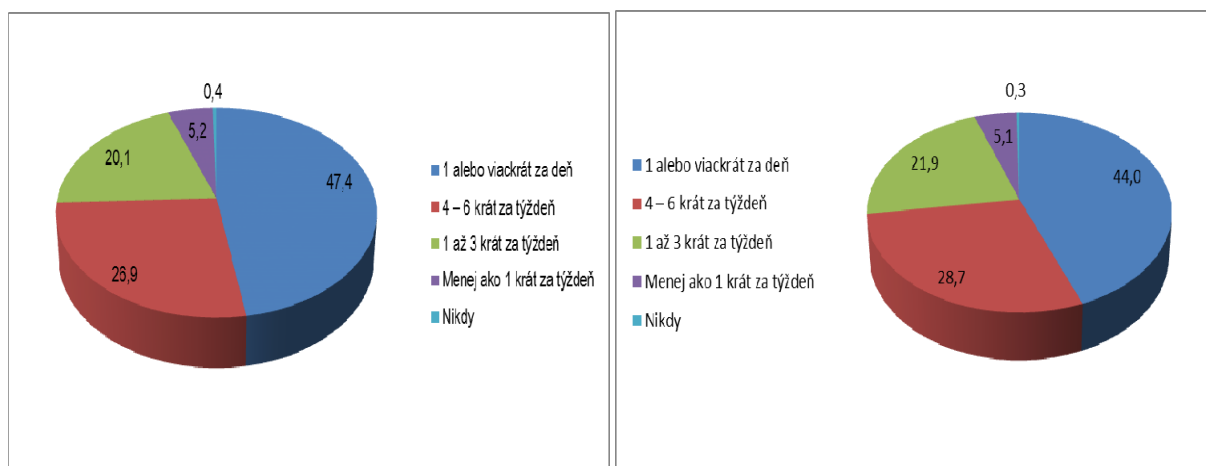 0,4
5,2
20,1
47,4
26,9
1 alebo viackrát za deň
4 – 6 krát za týždeň
1 až 3 krát za týždeň
Menej ako 1 krát za týždeň
Nikdy
1 alebo viackrát za deň
4 – 6 krát za týždeň
1 až 3 krát za týždeň
Menej ako 1 krát za týždeň
Nikdy
0,3
5,1
21,9
44,0
28,7